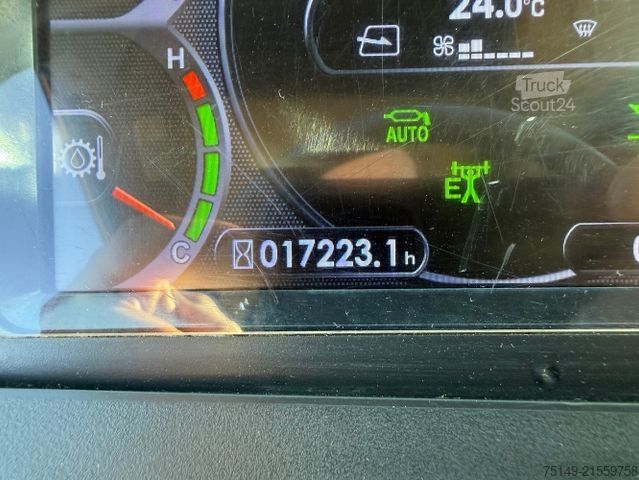 24.0°C
H
Truck
Scout24
AUTO
E
C
017223.1h
75149-21559758